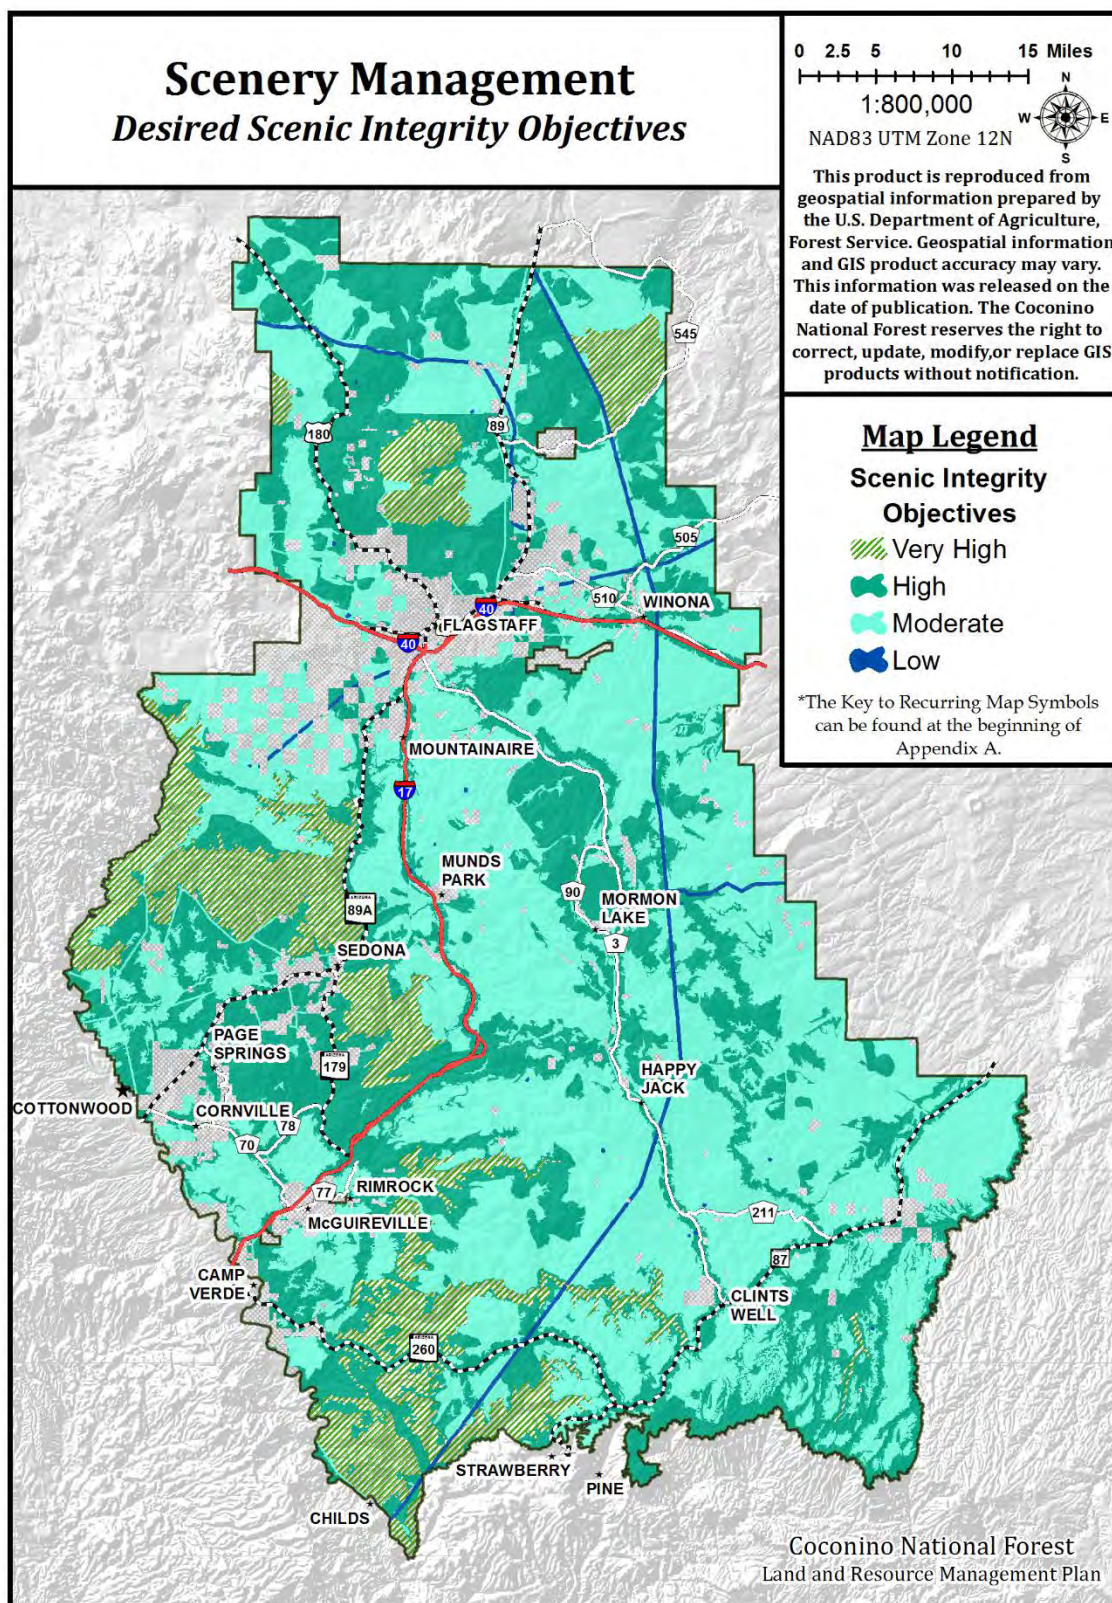 Scenery Management
Desired Scenic Integrity Objectives
0 2.5 5 10 15 Miles
1:800,000
NAD83 UTM Zone 12N
N
W E
S
This product is reproduced from
geospatial information prepared by
the U.S. Department of Agriculture,
Forest Service. Geospatial information
and GIS product accuracy may vary.
This information was released on the
date of publication. The Coconino
National Forest reserves the right to
correct, update, modify,or replace GIS
products without notification.
Map Legend
Scenic Integrity
Objectives
Very High
High
Moderate
Low
*The Key to Recurring Map Symbols
can be found at the beginning of
Appendix A.
545
180
89
505
510
WINONA
40
FLAGSTAFF
40
MOUNTAINAIRE
17
MUNDS
PARK
90
MORMON
LAKE
3
ARIZONA
89A
SEDONA
PAGE
SPRINGS
ARIZONA
179
HAPPY
JACK
COTTONWOOD
CORNVILLE
78
70
77
RIMROCK
McGUIREVILLE
211
87
CAMP
VERDE
CLINTS
WELL
ARIZONA
260
STRAWBERRY
PINE
CHILDS
Coconino National Forest
Land and Resource Management Plan